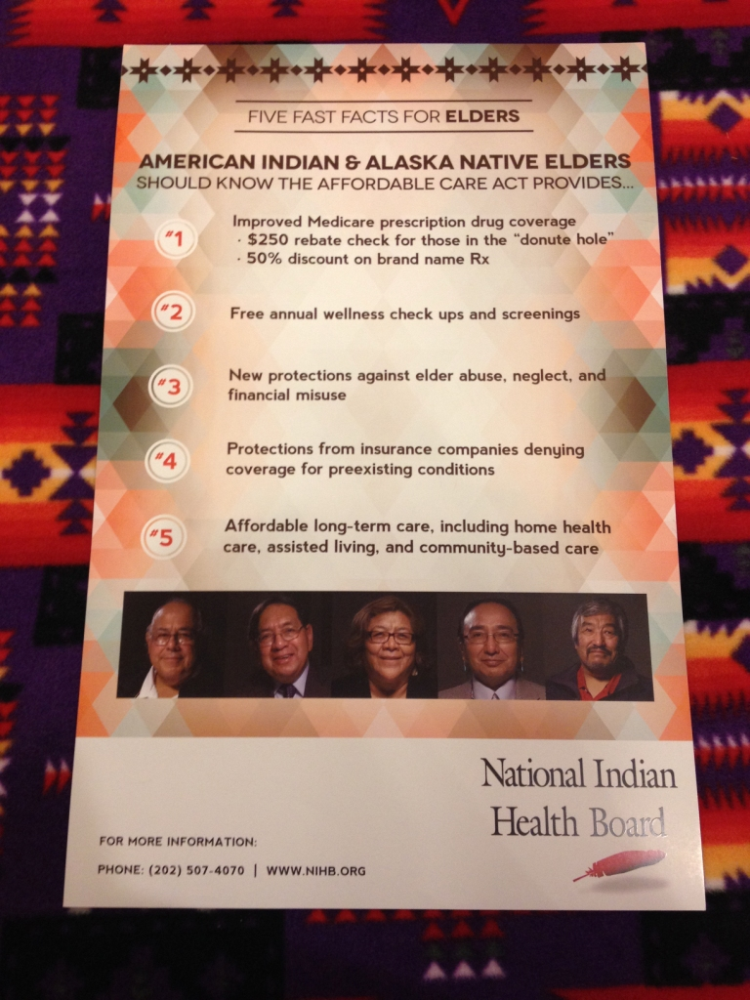 FIVE FAST FACTS FOR ELDERS
AMERICAN INDIAN & ALASKA NATIVE ELDERS
SHOULD KNOW THE AFFORDABLE CARE ACT PROVIDES...
#1
Improved Medicare prescription drug coverage
· $250 rebate check for those in the “donute hole”
· 50% discount on brand name Rx
#2
Free annual wellness check ups and screenings
#3
New protections against elder abuse, neglect, and
financial misuse
#4
Protections from insurance companies denying
coverage for preexisting conditions
#5
Affordable long-term care, including home health
care, assisted living, and community-based care
National Indian
Health Board
FOR MORE INFORMATION:
PHONE: (202) 507-4070 | WWW.NIHB.ORG